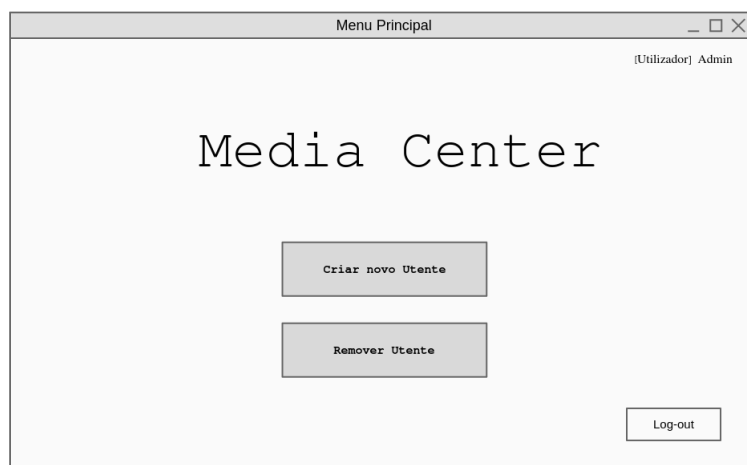 Menu Principal
[Utilizador] Admin
Media Center
Criar novo Utente
Remover Utente
Log-out